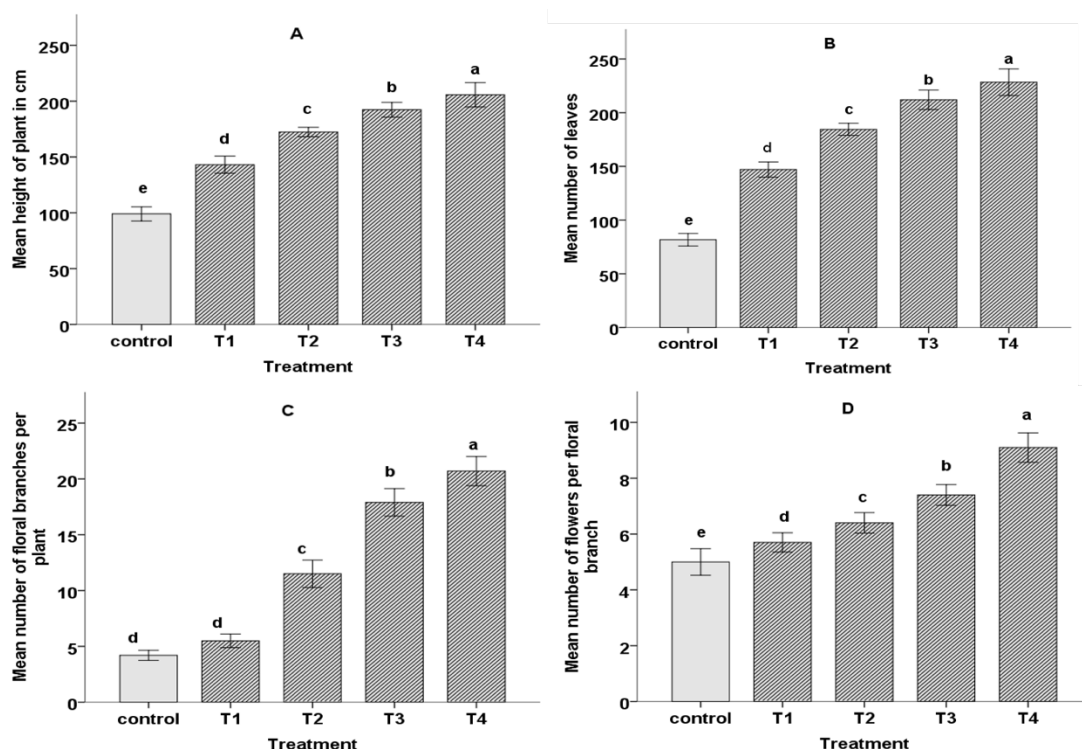 A
Mean height of plant in cm
250
200
150
100
50
0
e
d
c
b
a
control T1 T2 T3 T4
Treatment
B
Mean number of leaves
250
200
150
100
50
0
e
d
c
b
a
control T1 T2 T3 T4
Treatment
C
Mean number of floral branches per
plant
25
20
15
10
5
0
d
d
c
b
a
control T1 T2 T3 T4
Treatment
D
Mean number of flowers per floral
branch
10
8
6
4
2
0
e
d
c
b
a
control T1 T2 T3 T4
Treatment